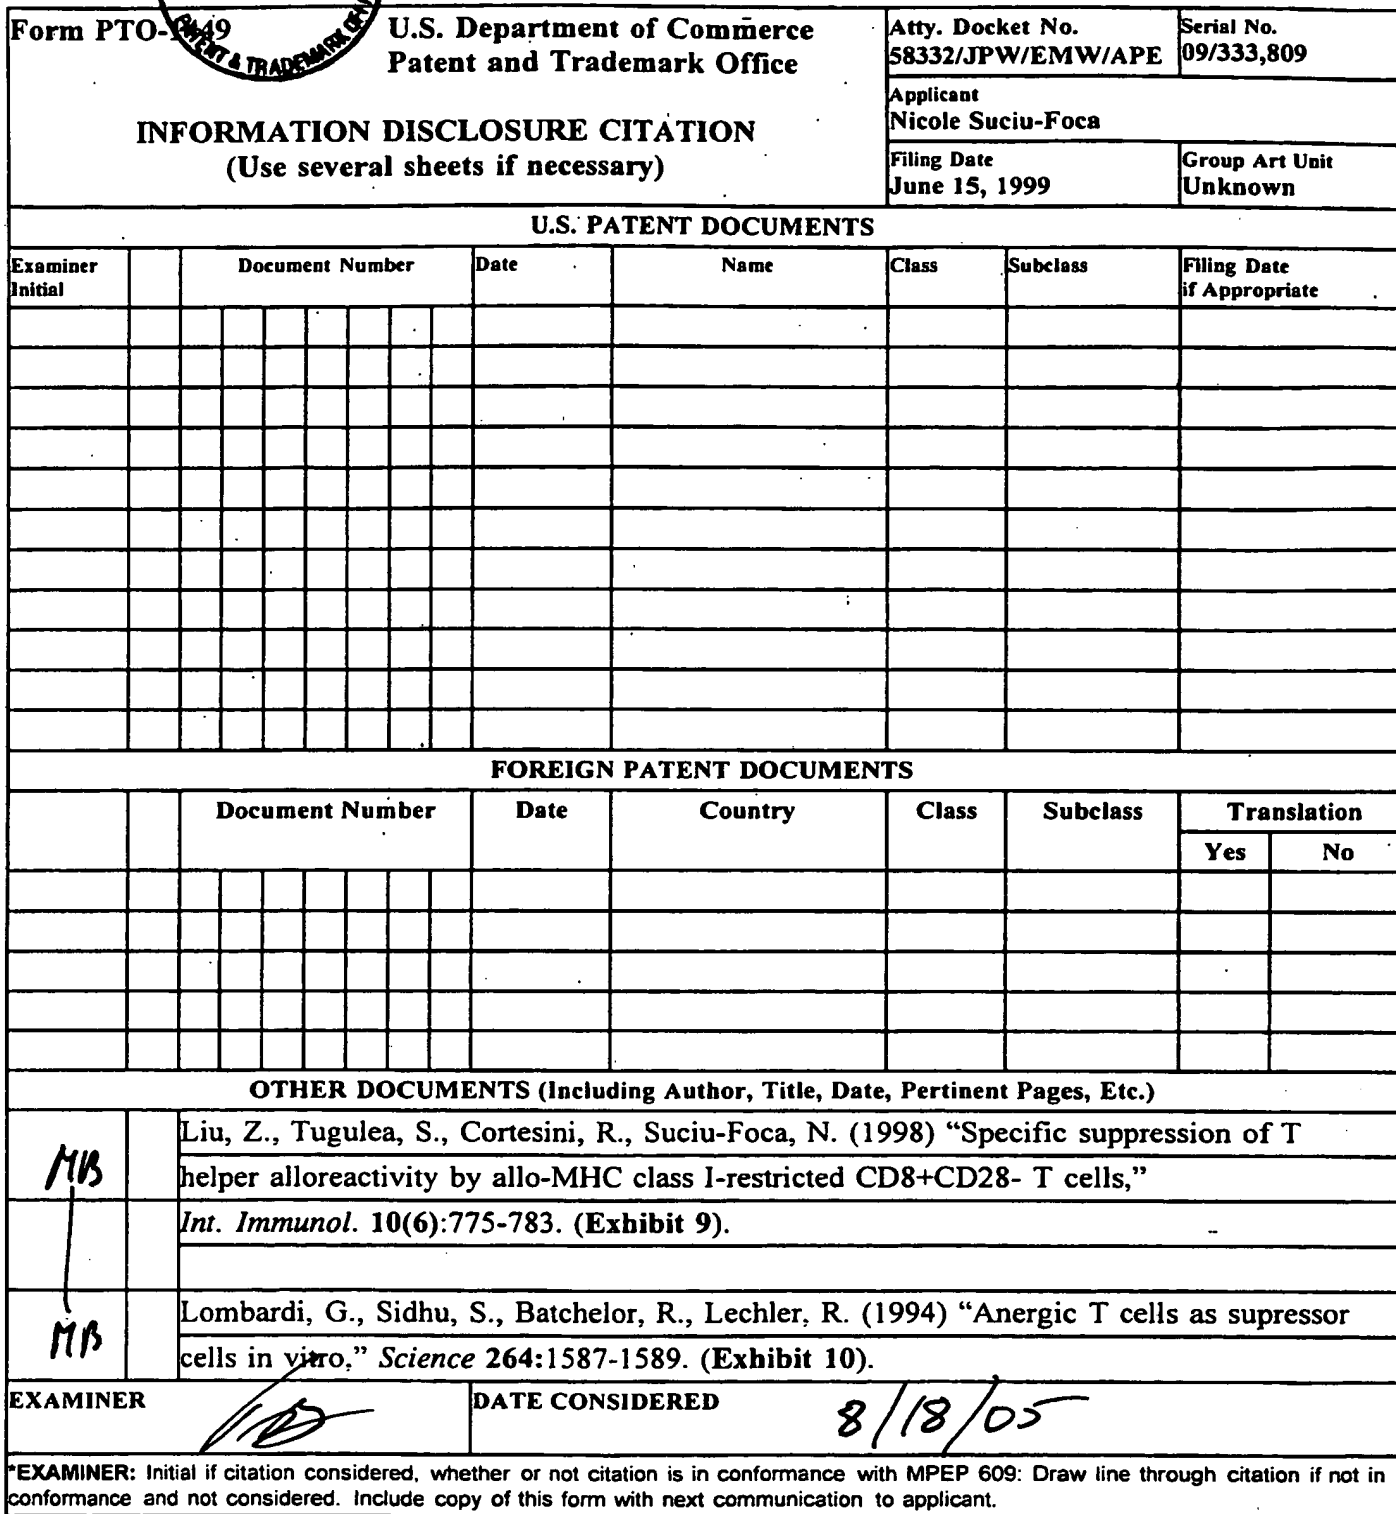 Form PTO-1449
U.S. Department of Commerce
Patent and Trademark Office
PATENT & TRADEMARK
INFORMATION DISCLOSURE CITATION
(Use several sheets if necessary)
Atty. Docket No.
58332/JPW/EMW/APE
Serial No.
09/333,809
Applicant
Nicole Suciu-Foca
Filing Date
June 15, 1999
Group Art Unit
Unknown
U.S. PATENT DOCUMENTS
Examiner
Initial
Document Number
Date
Name
Class
Subclass
Filing Date
if Appropriate
FOREIGN PATENT DOCUMENTS
Document Number
Date
Country
Class
Subclass
Translation
Yes
No
OTHER DOCUMENTS (Including Author, Title, Date, Pertinent Pages, Etc.)
MB
Liu, Z., Tugulea, S., Cortesini, R., Suciu-Foca, N. (1998) “Specific suppression of T
helper alloreactivity by allo-MHC class I-restricted CD8+CD28- T cells,”
Int. Immunol. 10(6):775-783. (Exhibit 9).
MB
Lombardi, G., Sidhu, S., Batchelor, R., Lechler, R. (1994) “Anergic T cells as supressor
cells in vitro,” Science 264:1587-1589. (Exhibit 10).
EXAMINER
DATE CONSIDERED
8/18/05
*EXAMINER: Initial if citation considered, whether or not citation is in conformance with MPEP 609: Draw line through citation if not in
conformance and not considered. Include copy of this form with next communication to applicant.